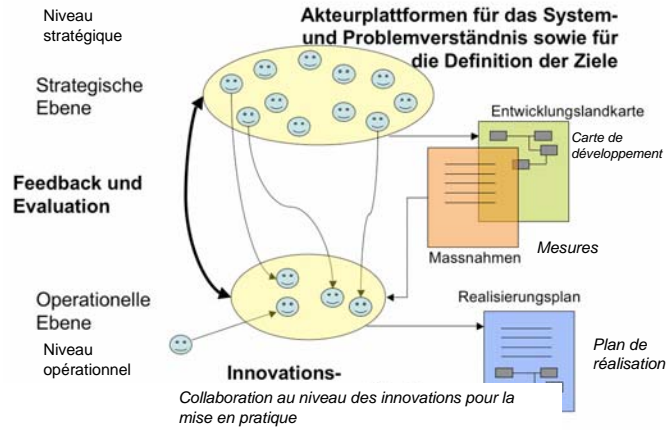 Niveau
stratégique
Akteurplattformen für das System-
und Problemverständnis sowie für
die Definition der Ziele
Strategische
Ebene
Entwicklungslandkarte
Carte de
développement
Feedback und
Evaluation
Mesures
Massnahmen
Operationelle
Ebene
Realisierungsplan
Niveau
opérationnel
Plan de
réalisation
Innovations-
Collaboration au niveau des innovations pour la
mise en pratique